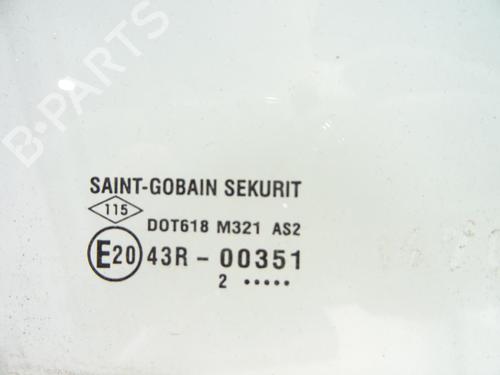 B-PARTS
SAINT-GOBAIN SEKURIT
115
DOT618 M321 AS2
E20 43R - 00351
2 •••••